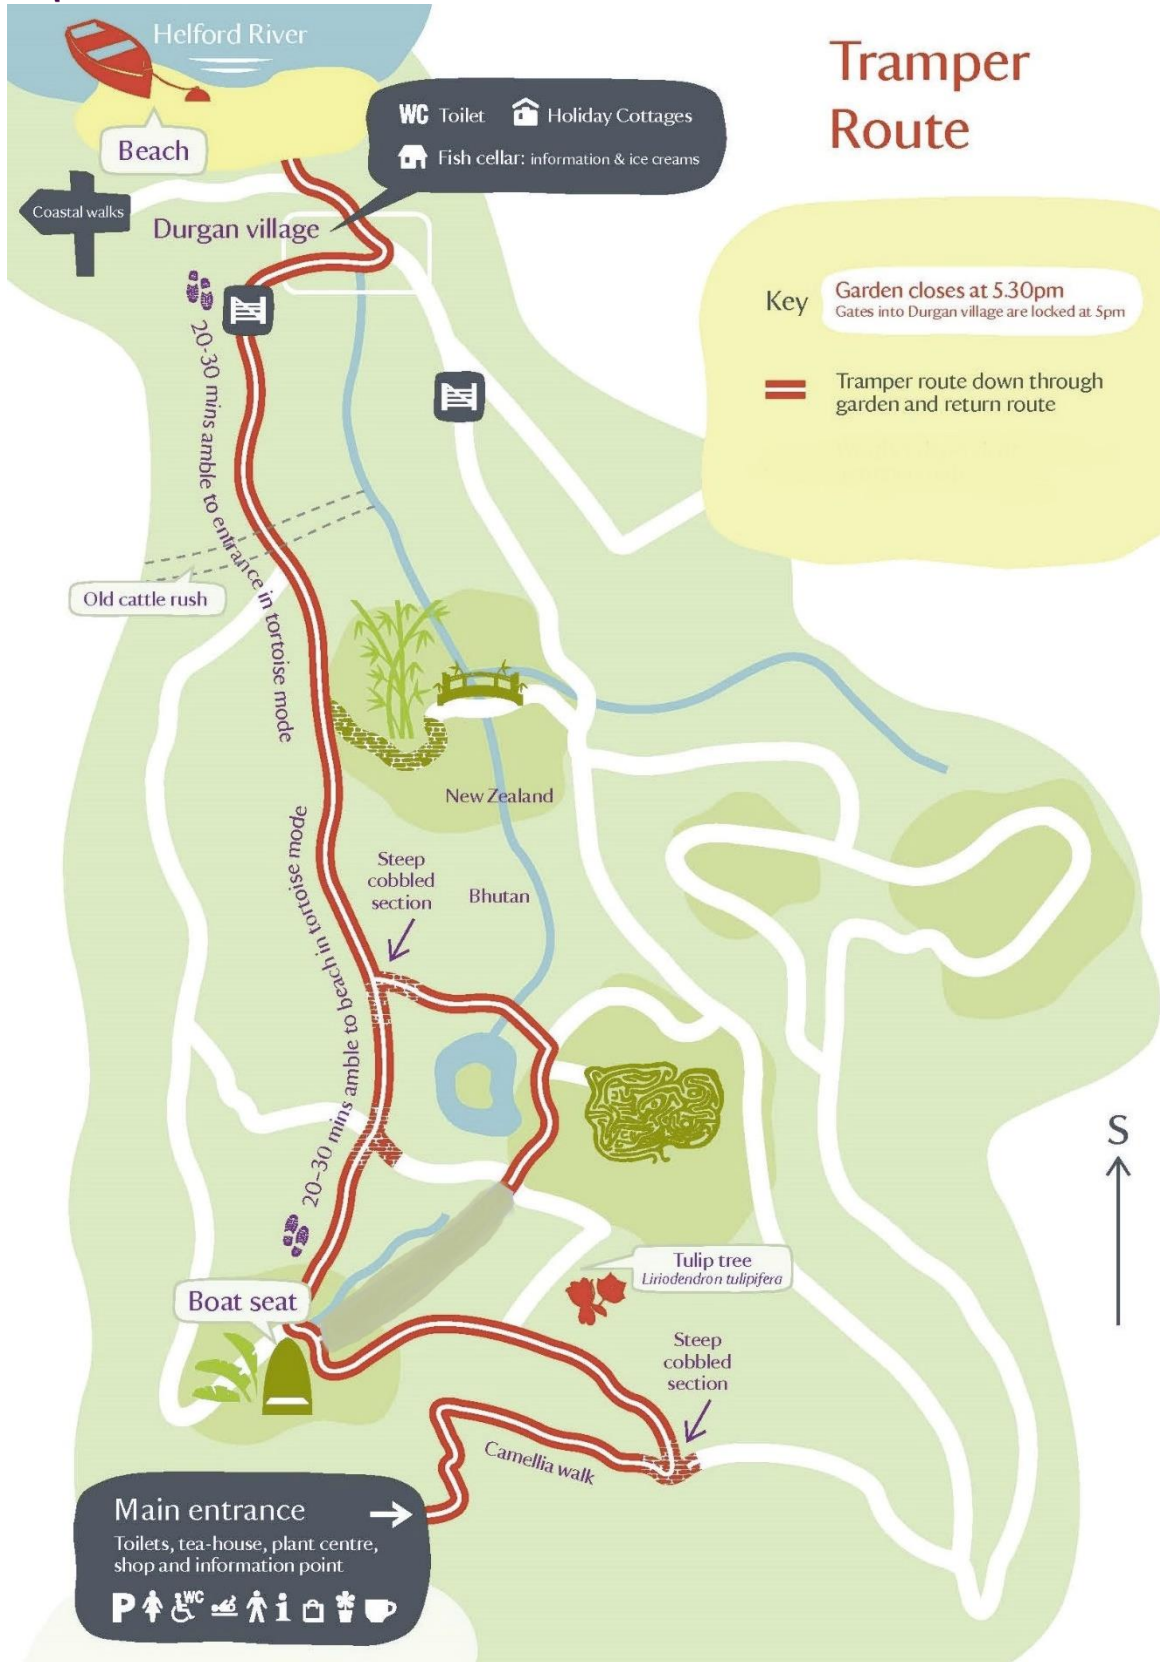 Helford River
Tramper
Route
WC Toilet Holiday Cottages
Fish cellar: information & ice creams
Beach
Coastal walks
Durgan village
Key
Garden closes at 5.30pm
Gates into Durgan village are locked at 5pm
Tramper route down through
garden and return route
20-30 mins amble to entrance in tortoise mode
Old cattle rush
New Zealand
Steep
cobbled
section
Bhutan
20-30 mins amble to beach in tortoise mode
S
Tulip tree
Liriodendron tulipifera
Boat seat
Steep
cobbled
section
Camellia walk
Main entrance
Toilets, tea-house, plant centre,
shop and information point
P WC i